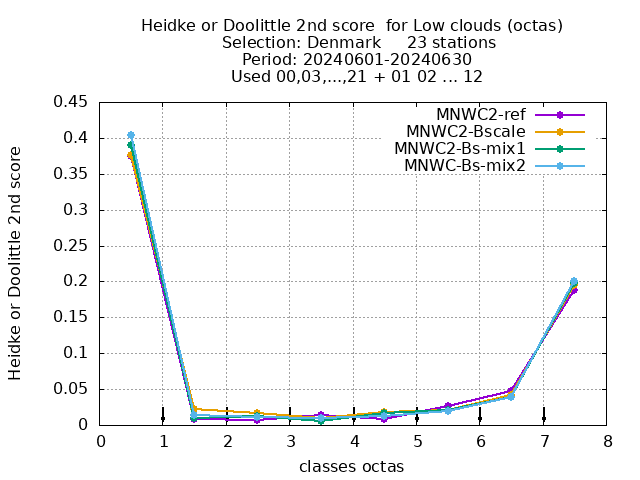 Heidke or Doolittle 2nd score  for Low clouds (octas)
Selection: Denmark     23 stations
Period: 20240601-20240630
Used 00,03,...,21 + 01 02 ... 12
MNWC2-ref
MNWC2-Bscale
MNWC2-Bs-mix1
MNWC-Bs-mix2
Heidke or Doolittle 2nd score
0.45
0.4
0.35
0.3
0.25
0.2
0.15
0.1
0.05
0
0 1 2 3 4 5 6 7 8
classes octas